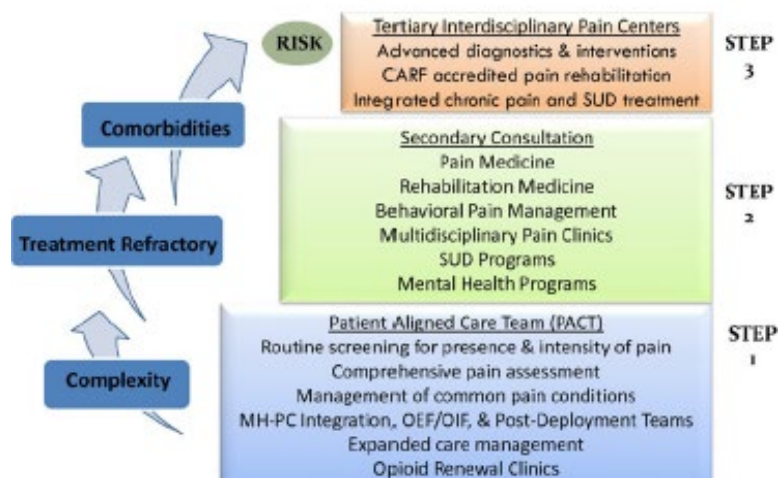 RISK
Tertiary Interdisciplinary Pain Centers
Advanced diagnostics & interventions
CARF accredited pain rehabilitation
Integrated chronic pain and SUD treatment
STEP
3
Comorbidities
Secondary Consultation
Pain Medicine
Rehabilitation Medicine
Behavioral Pain Management
Multidisciplinary Pain Clinics
SUD Programs
Mental Health Programs
STEP
2
Treatment Refractory
Patient Aligned Care Team (PACT)
Routine screening for presence & intensity of pain
Comprehensive pain assessment
Management of common pain conditions
MH-PC Integration, OEF/OIF, & Post-Deployment Teams
Expanded care management
Opioid Renewal Clinics
STEP
1
Complexity